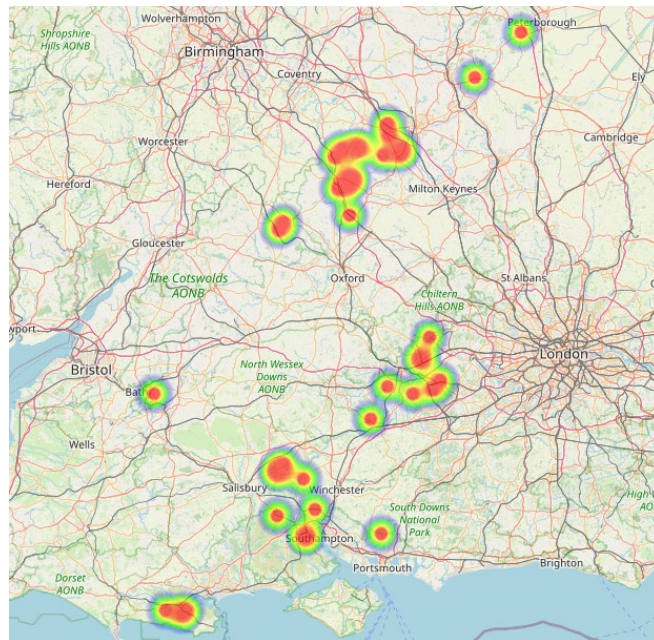 Wolverhampton
Peterborough
Shropshire
Hills AONB
Birmingham
Coventry
Ely
Worcester
Cambridge
Hereford
Milton Keynes
Gloucester
The Cotswolds
AONB
Oxford
St Albans
Chiltern
Hills AONB
wport
London
Bristol
North Wessex
Downs
AONB
Bath
Wells
Salisbury
Winchester
South Downs
National
Park
High W
AO
Southampton
Brighton
Portsmouth
Dorset
AONB